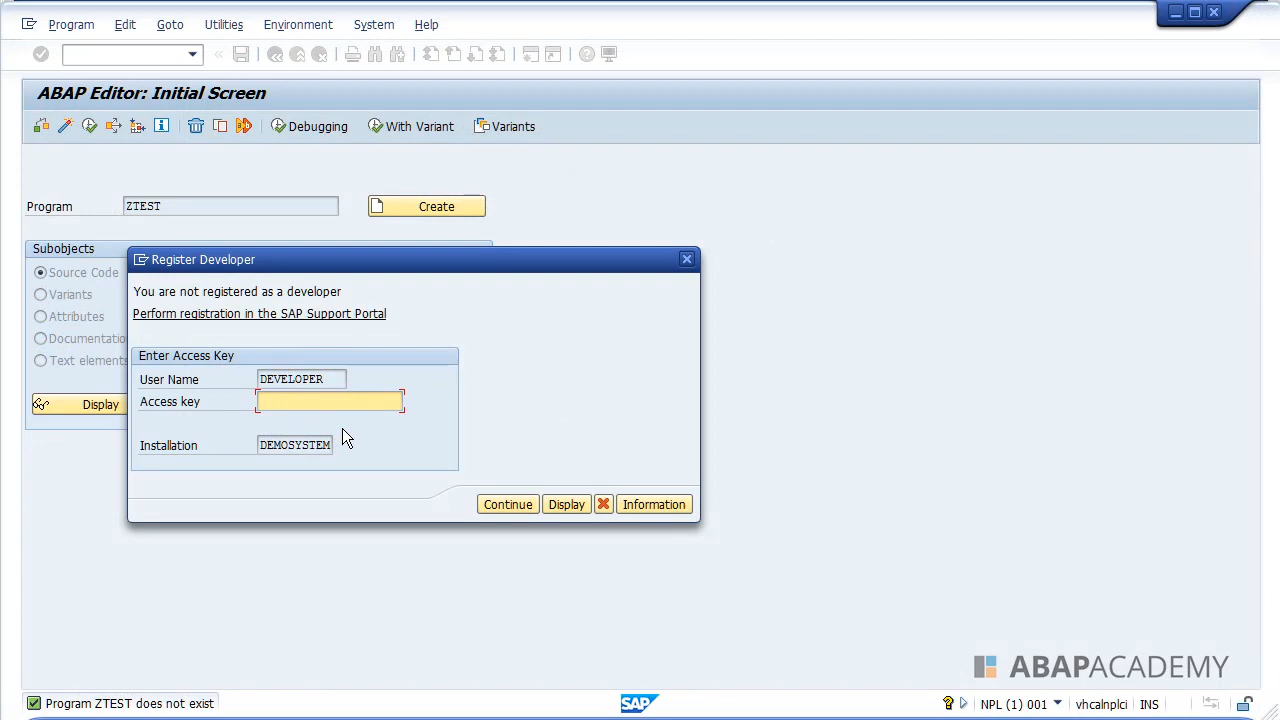 Program Edit Goto Utilities Environment System Help
ABAP Editor: Initial Screen
Debugging With Variant Variants
Program ZTEST Create
Subobjects
Source Code
Variants
Attributes
Documentatio
Text elements
Display
Register Developer
You are not registered as a developer
Perform registration in the SAP Support Portal
Enter Access Key
User Name DEVELOPER
Access key
Installation DEMOSYSTEM
Continue Display Information
ABAPACADEMY
Program ZTEST does not exist SAP NPL (1) 001 vhcalnplci INS